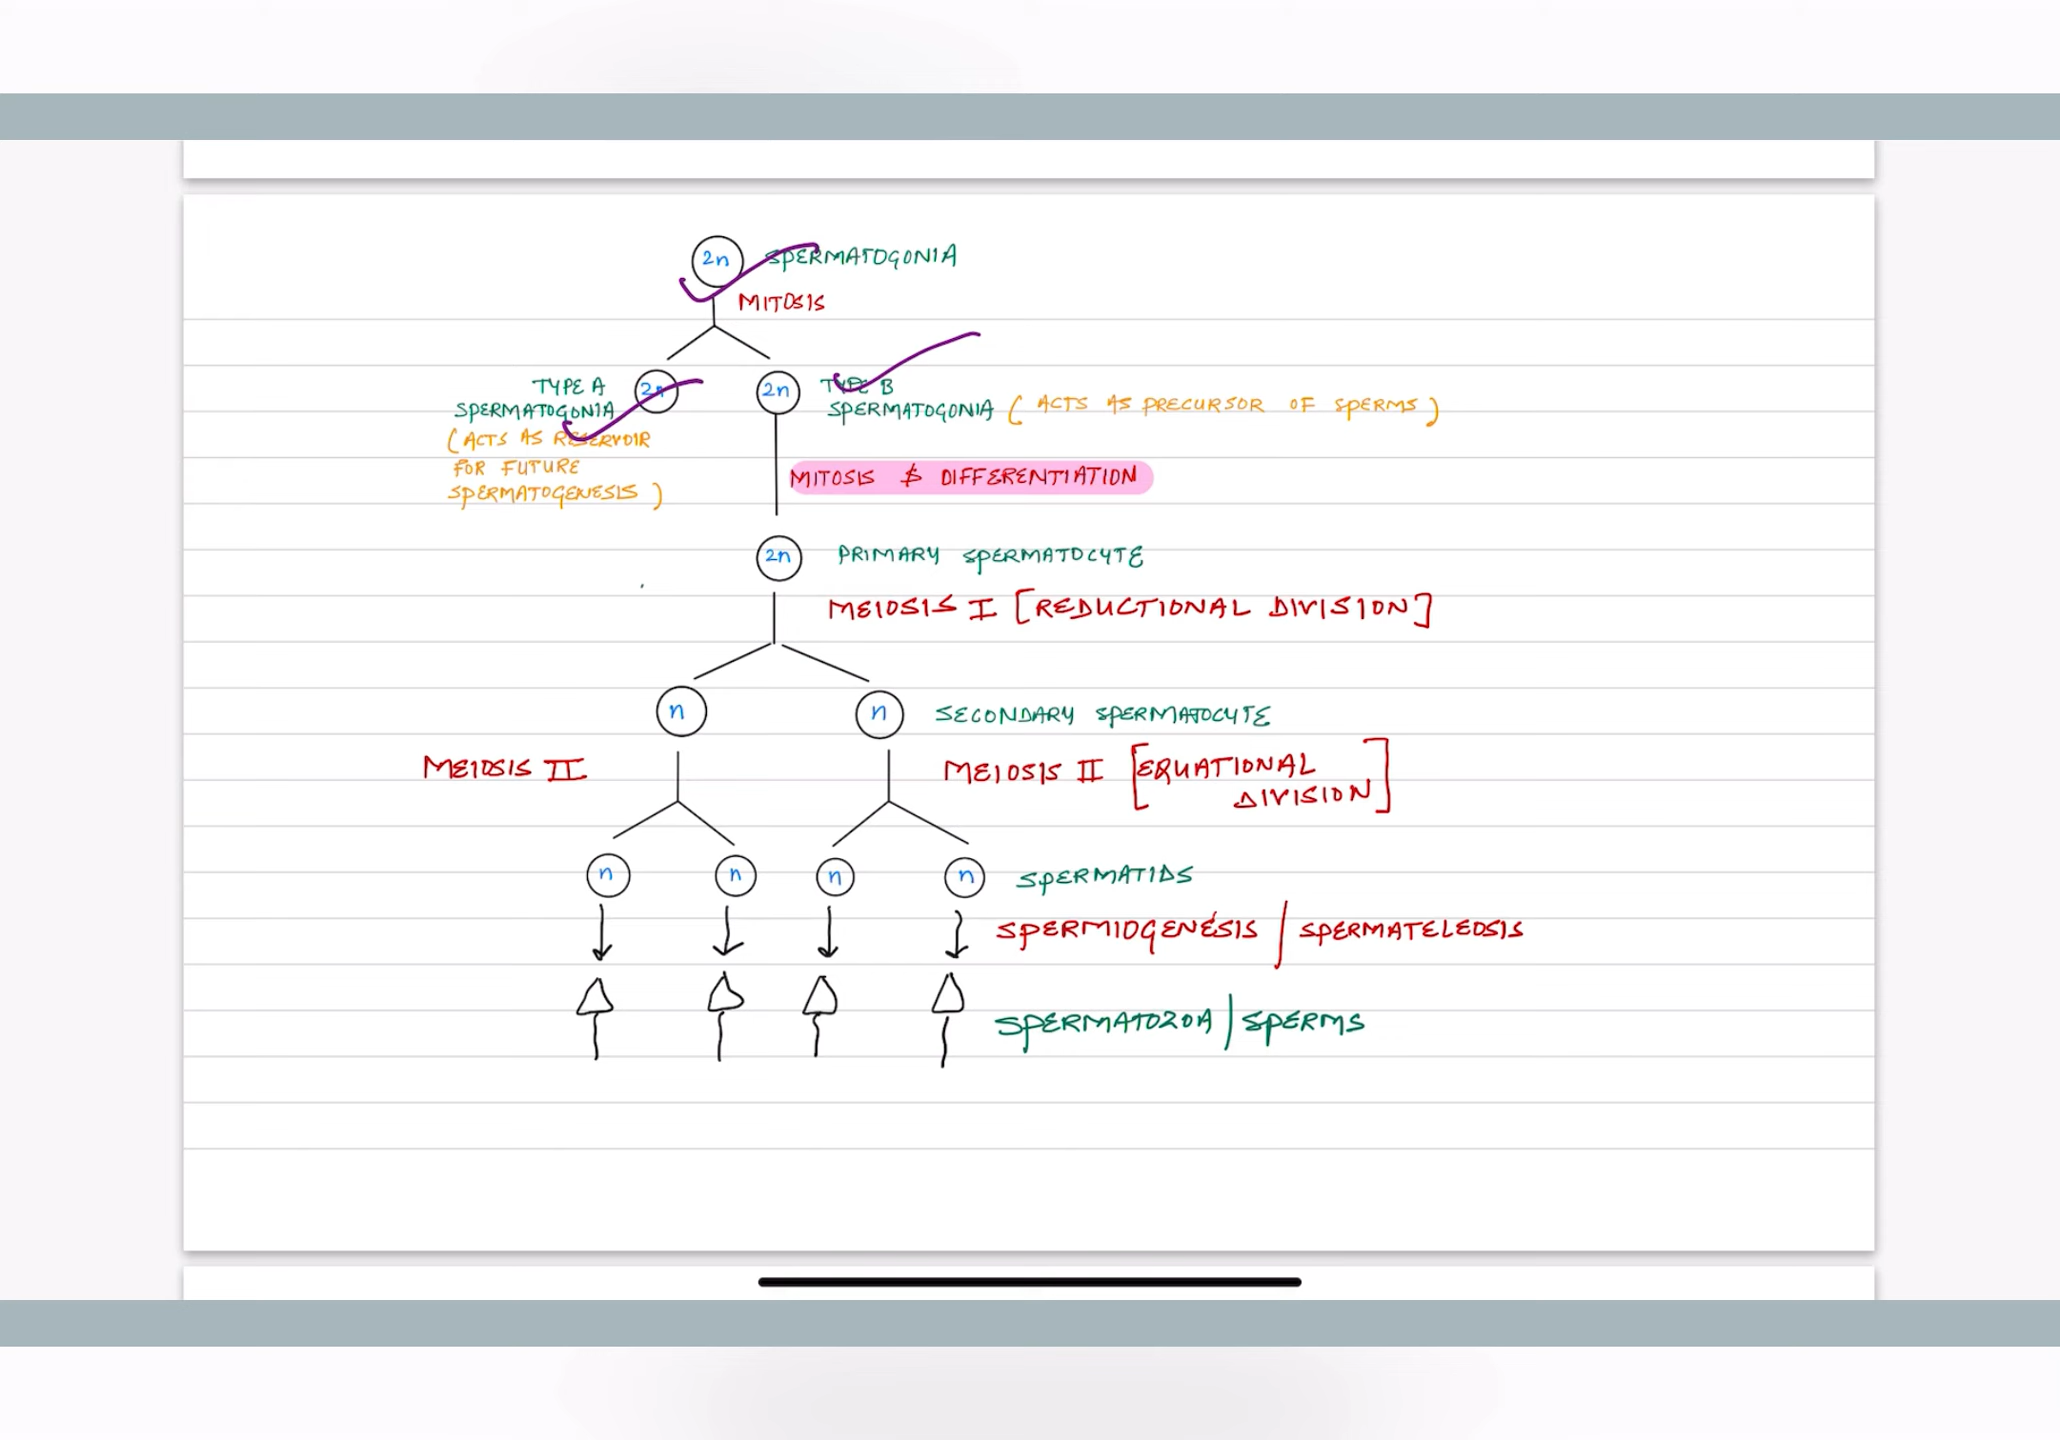 2n SPERMATOGONIA
MITOSIS
TYPE A 2n 2n TYPE B
SPERMATOGONIA SPERMATOGONIA (ACTS AS PRECURSOR OF SPERMS)
(ACTS AS RESERVOIR
FOR FUTURE
SPERMATOGENESIS)
MITOSIS & DIFFERENTIATION
2n PRIMARY SPERMATOCYTE
MEIOSIS I [REDUCTIONAL DIVISION]
n n SECONDARY SPERMATOCYTE
MEIOSIS II MEIOSIS II [EQUATIONAL
DIVISION]
n n n n SPERMATIDS
SPERMIOGENESIS / SPERMATELEOSIS
SPERMATOZOA | SPERMS